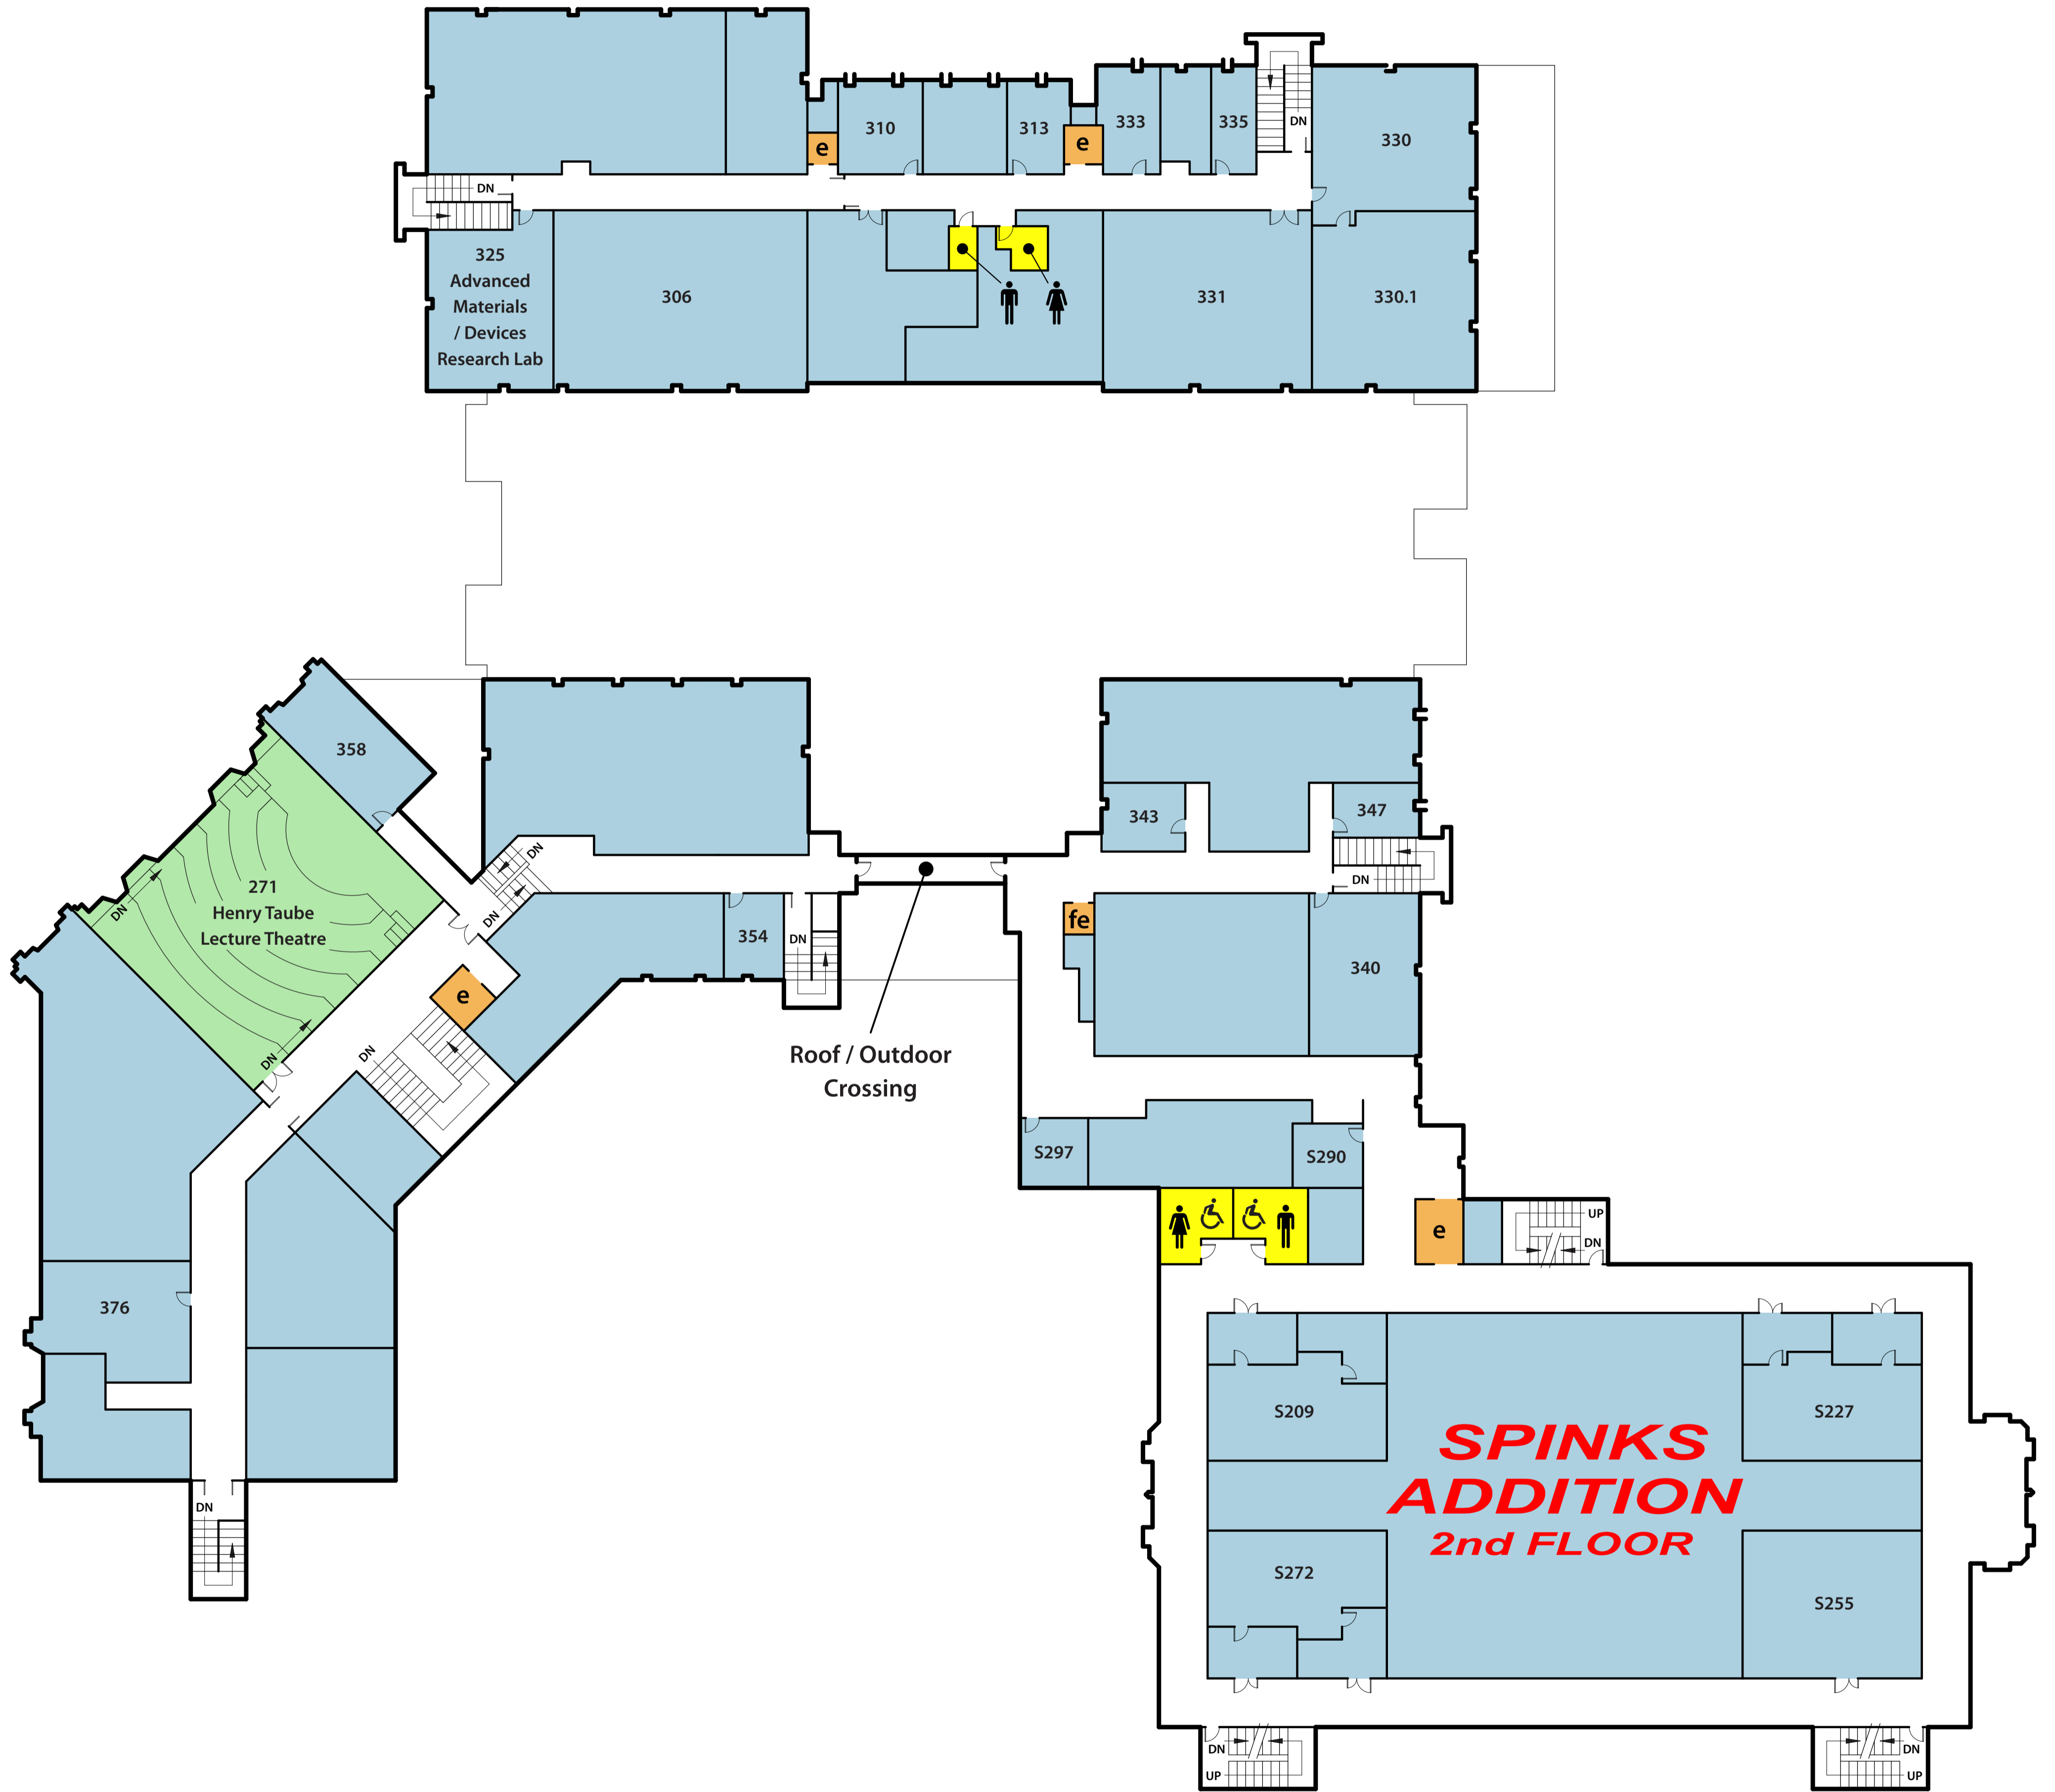 310
313
333
335
DN
330
e
e
DN
325
Advanced
Materials
/ Devices
Research Lab
306
331
330.1
358
343
347
DN
DN
271
Henry Taube
Lecture Theatre
DN
DN
354
DN
fe
340
e
Roof / Outdoor
Crossing
DN
DN
S297
S290
UP
e
DN
376
S209
S227
SPINKS
ADDITION
2nd FLOOR
DN
S272
S255
DN
UP
DN
UP